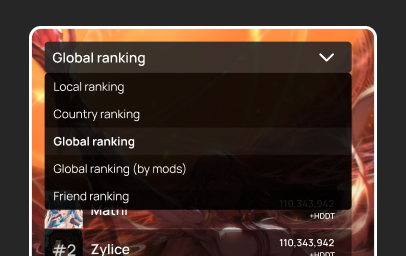 Global ranking
Local ranking
Country ranking
Global ranking
Global ranking (by mods)
Friend ranking
110,343,942
Mathi +HDDT
#2 Zylice 110,343,942
+HDDT